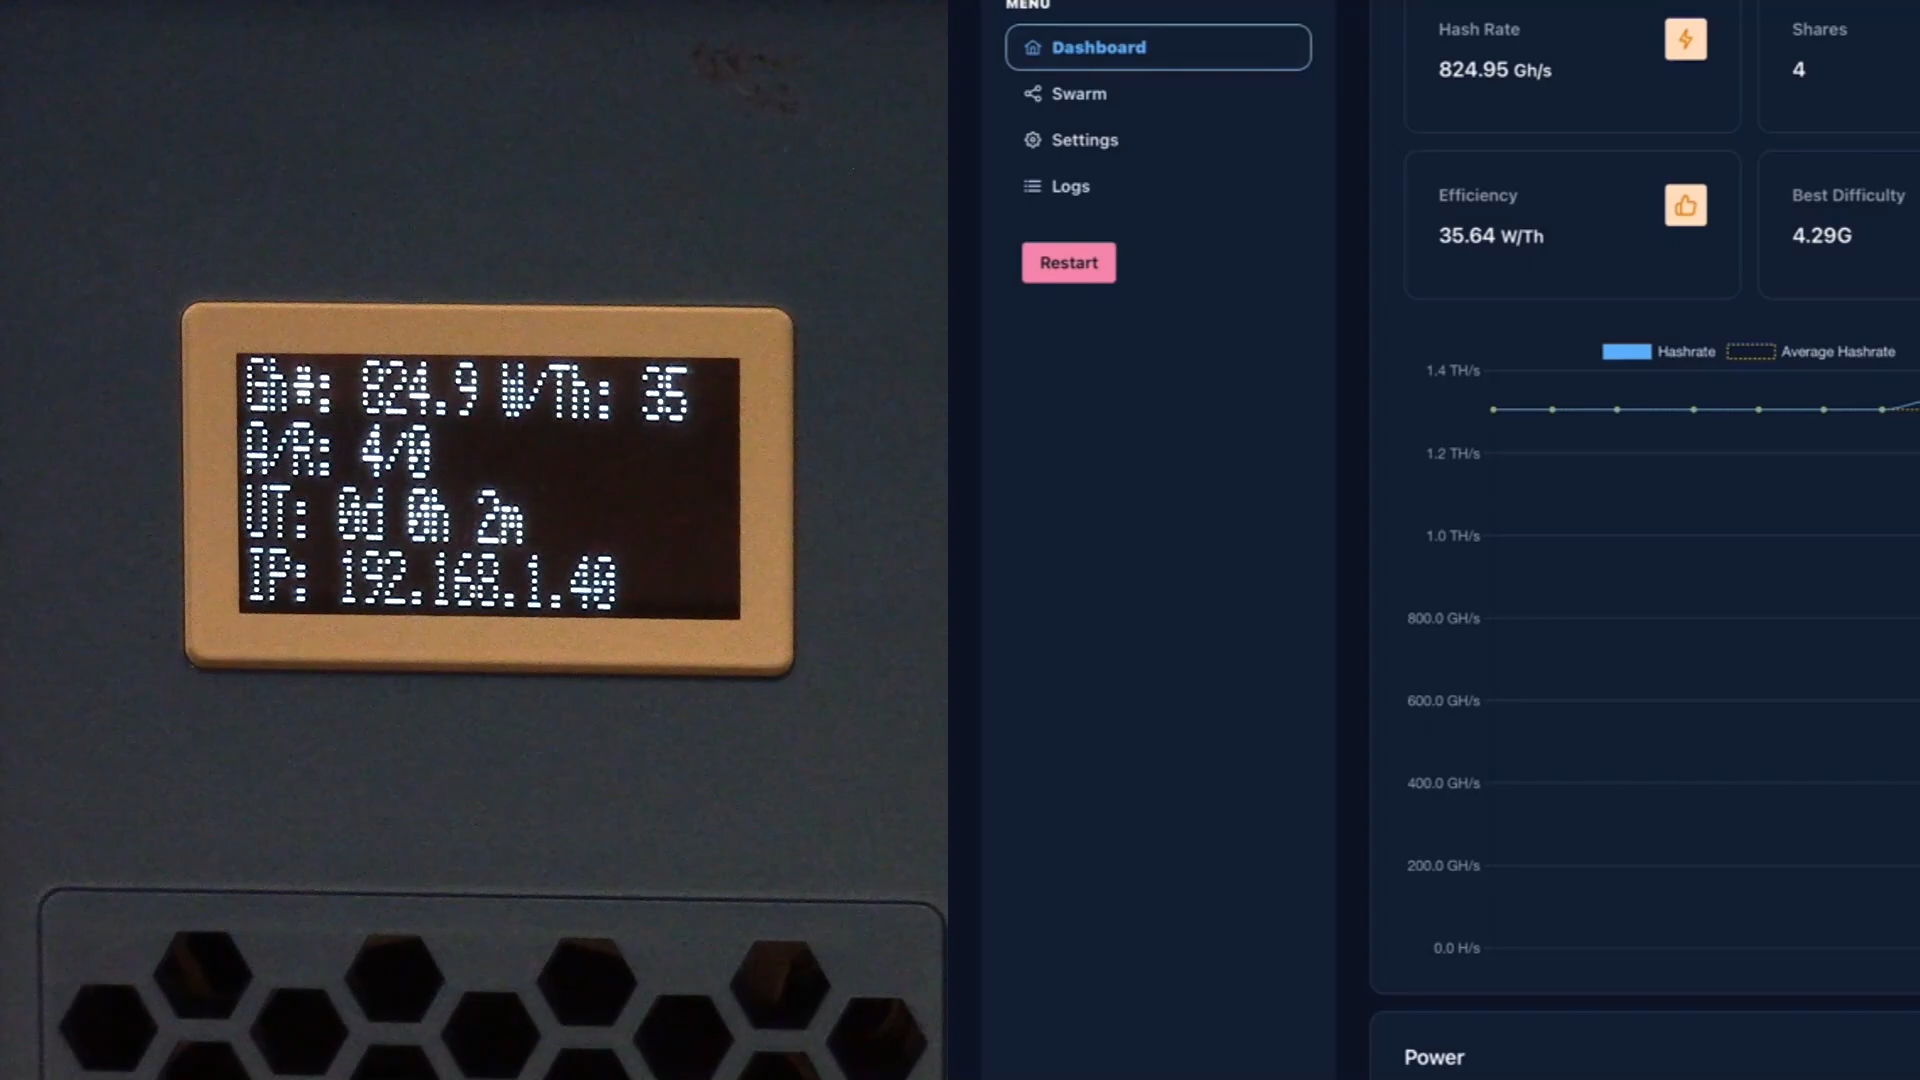 Gh*: 824.9 W/Th: 35
A/R: 4/0
UT: 0d 0h 2m
IP: 192.168.1.40
MENU
Dashboard
Swarm
Settings
Logs
Restart
Hash Rate
824.95 Gh/s
Shares
4
Efficiency
35.64 W/Th
Best Difficulty
4.29G
Hashrate
Average Hashrate
1.4 TH/s
1.2 TH/s
1.0 TH/s
800.0 GH/s
600.0 GH/s
400.0 GH/s
200.0 GH/s
0.0 H/s
Power